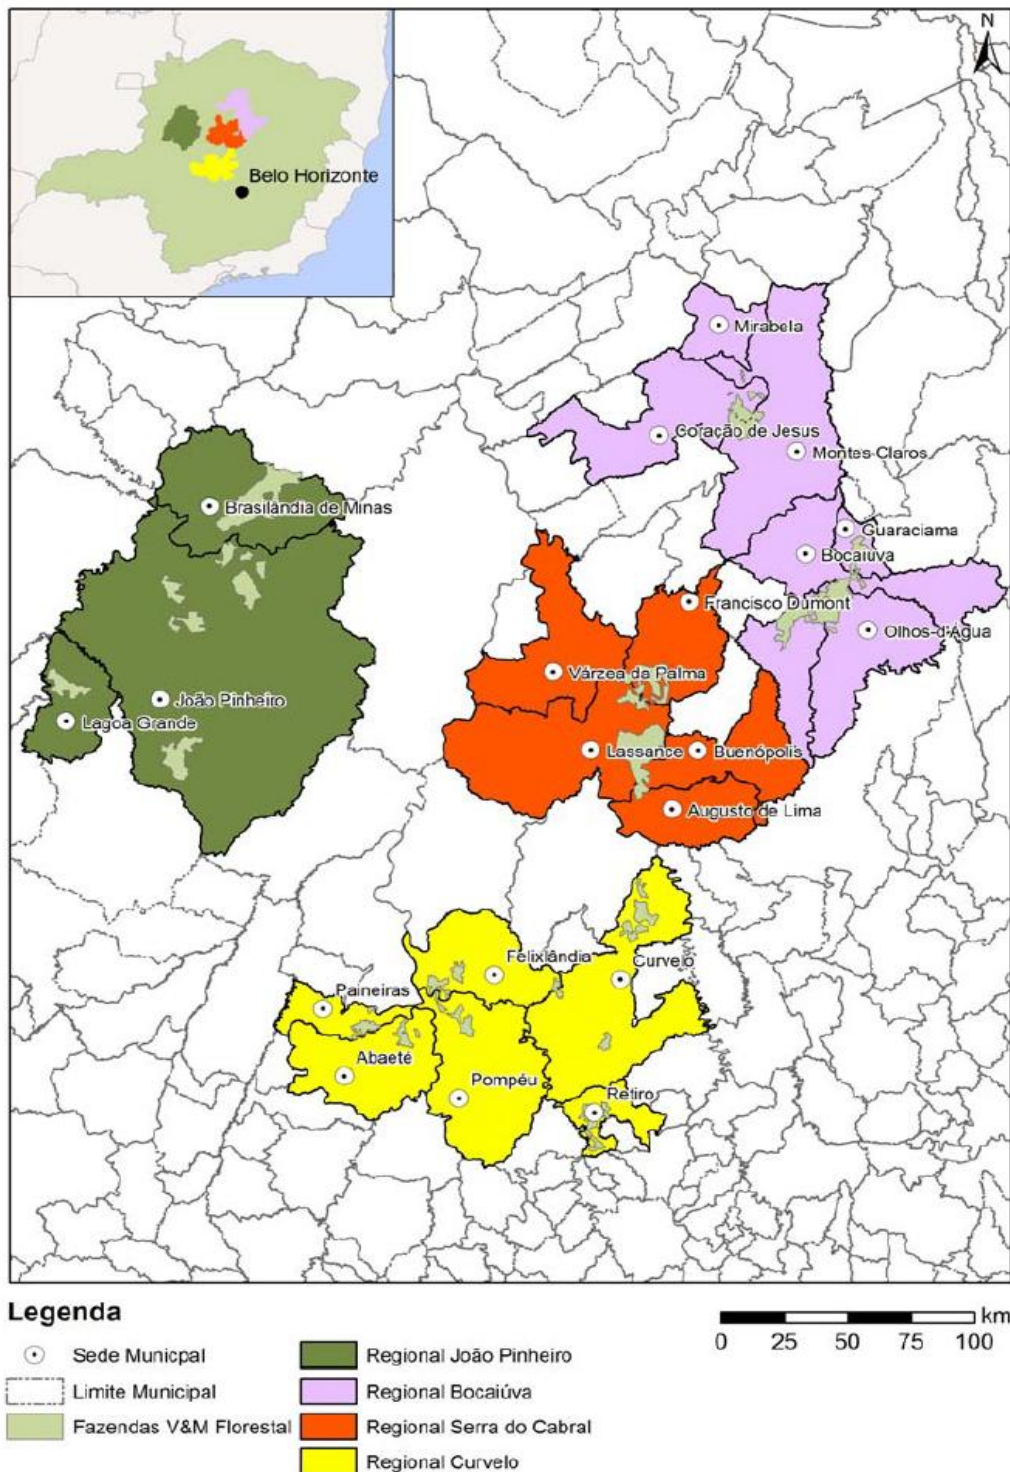 N
Belo Horizonte
Mirabela
Coração de Jesus
Montes Claros
Brasilândia de Minas
Guaraciama
Bocaiúva
Francisco Dumont
Olhos-d'Água
Várzea da Palma
João Pinheiro
Lagoa Grande
Lassance
Buenópolis
Augusto de Lima
Felixlândia
Curvelo
Paineiras
Abaeté
Pompéu
Retiro
Legenda
Sede Municpal
Limite Municipal
Fazendas V&M Florestal
Regional João Pinheiro
Regional Bocaiúva
Regional Serra do Cabral
Regional Curvelo
km
0 25 50 75 100